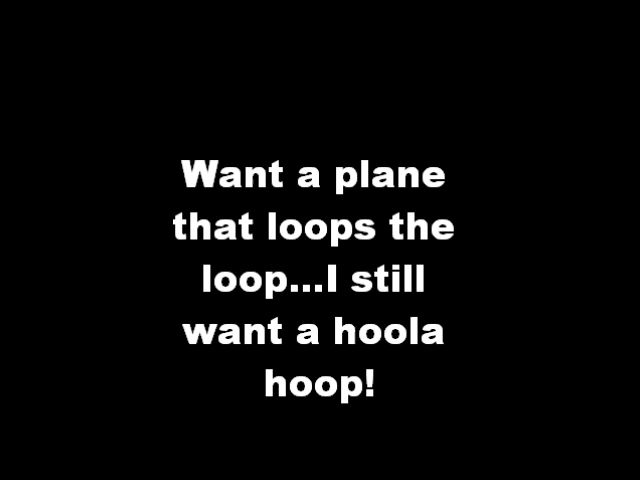 Want a plane
that loops the
loop...I still
want a hoola
hoop!